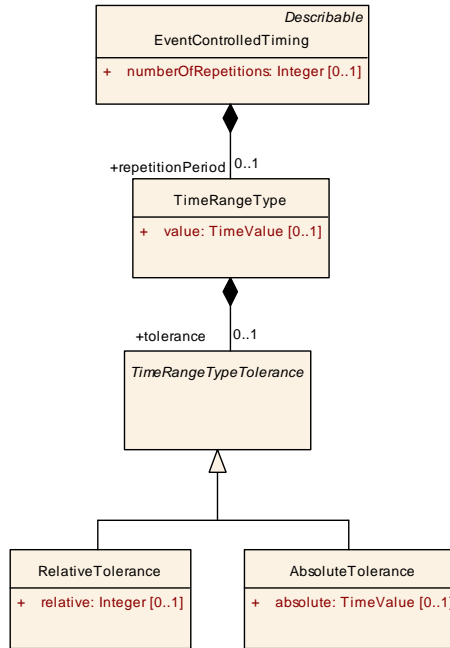 Describable
EventControlledTiming
+ numberOfRepetitions: Integer [0..1]
+repetitionPeriod 0..1
TimeRangeType
+ value: TimeValue [0..1]
+tolerance 0..1
TimeRangeTypeTolerance
RelativeTolerance
+ relative: Integer [0..1]
AbsoluteTolerance
+ absolute: TimeValue [0..1]